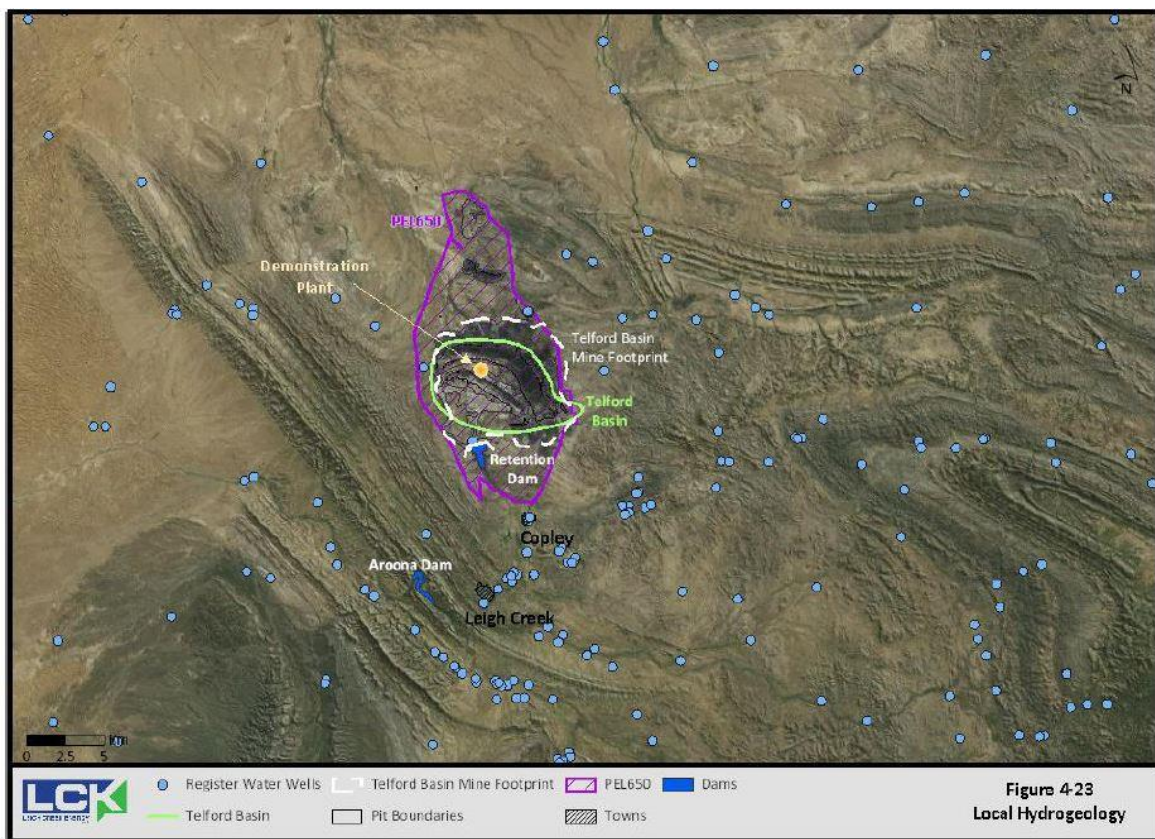 N
PEL650
Demonstration
Plant
Telford Basin
Mine Footprint
Telford
Basin
Retention
Dam
Copley
Aroona Dam
Leigh Creek
km
0 2.5 5
LCK
Register Water Wells
Telford Basin Mine Footprint
PEL650
Dams
Telford Basin
Pit Boundaries
Towns
Figure 4-23
Local Hydrogeology